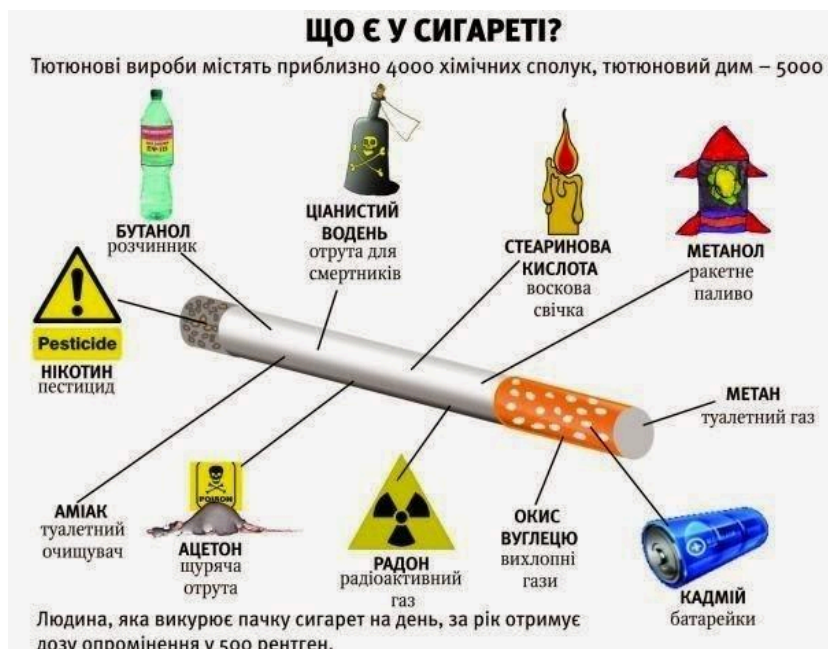 ЩО Є У СИГАРЕТІ?
Тютюнові вироби містять приблизно 4000 хімічних сполук, тютюновий дим – 5000
БУТАНОЛ
розчинник
ЦІАНИСТИЙ
ВОДЕНЬ
отрута для
смертників
СТЕАРИНОВА
КИСЛОТА
воскова
свічка
МЕТАНОЛ
ракетне
паливо
Pesticide
НІКОТИН
пестицид
МЕТАН
туалетний газ
АМІАК
туалетний
очищувач
POISON
АЦЕТОН
щуряча
отрута
РАДОН
радіоактивний
газ
ОКИС
ВУГЛЕЦЮ
вихлопні
гази
КАДМІЙ
батарейки
Людина, яка викурює пачку сигарет на день, за рік отримує
дозу опромінення у 500 рентген.